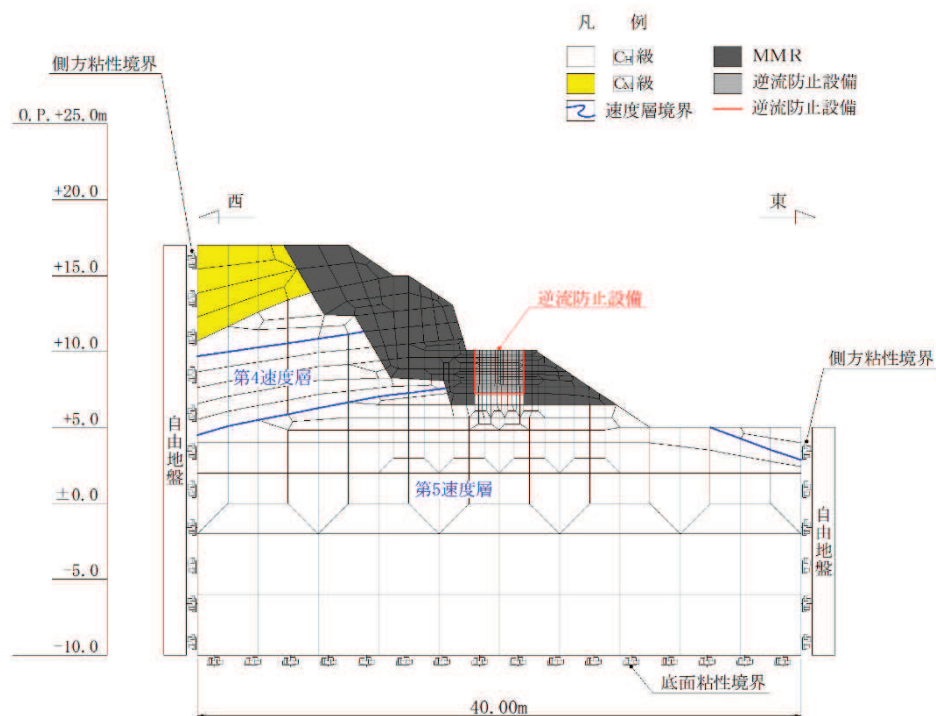 凡 例
CH級
MMR
CM級
逆流防止設備
速度層境界
逆流防止設備
側方粘性境界
O.P.+25.0m
+20.0
+15.0
+10.0
+5.0
±0.0
-5.0
-10.0
西
東
逆流防止設備
側方粘性境界
第4速度層
第5速度層
自由地盤
自由地盤
底面粘性境界
40.00m